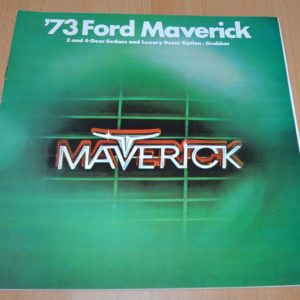 '73 Ford Maverick
2 and 4-Door Sedans and Luxury Decor Option - Grabber
MAVERICK